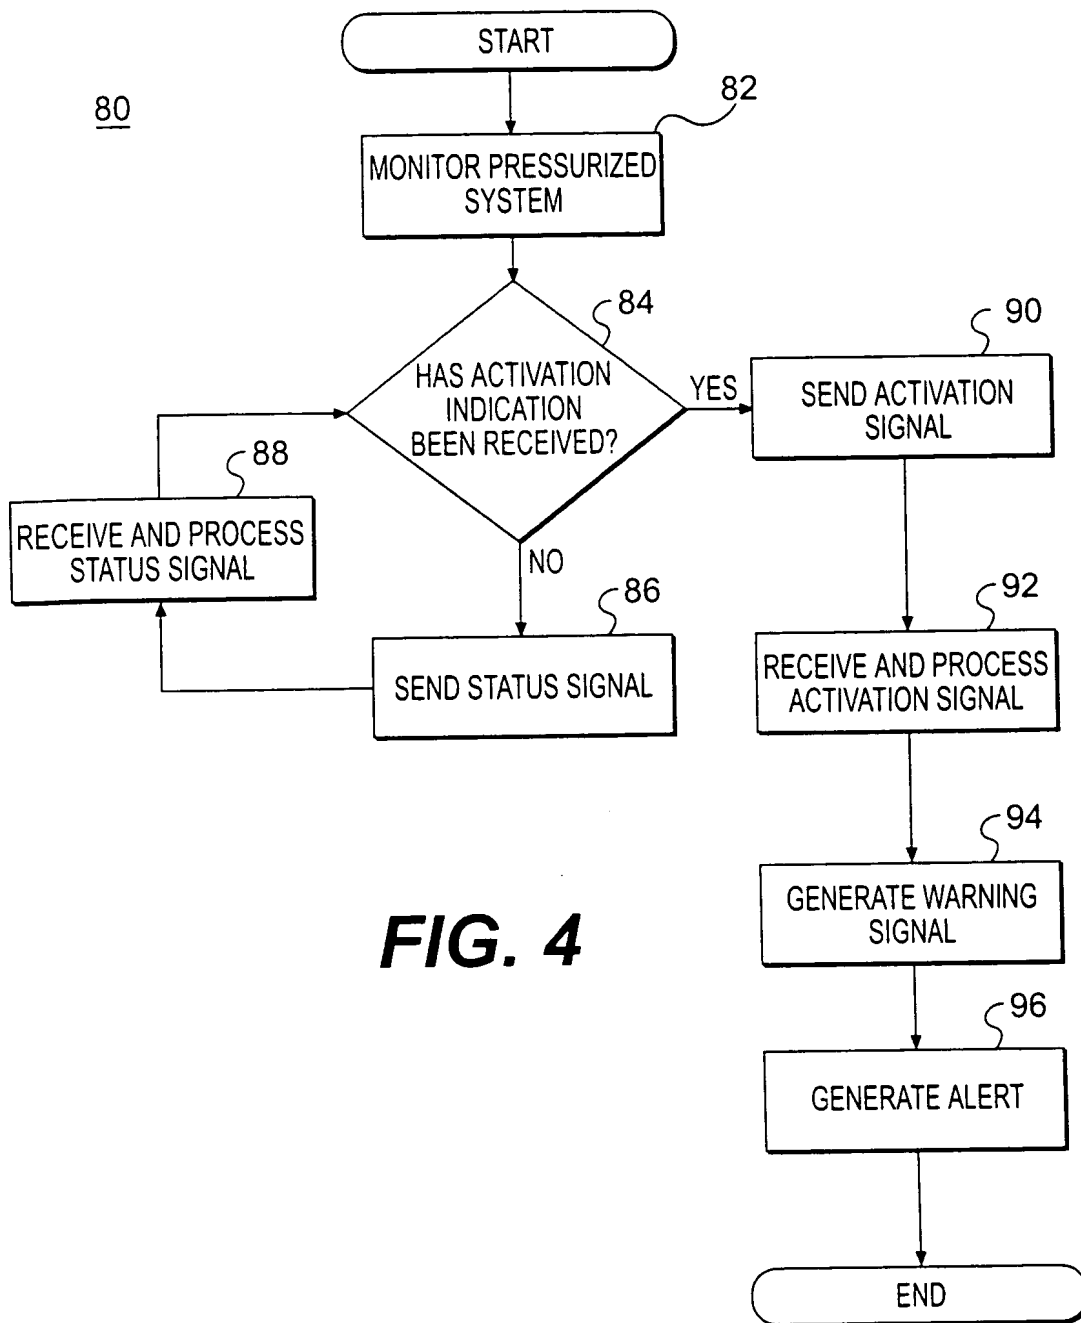 START
80
82
MONITOR PRESSURIZED
SYSTEM
84
HAS ACTIVATION
INDICATION
BEEN RECEIVED?
YES
90
SEND ACTIVATION
SIGNAL
88
RECEIVE AND PROCESS
STATUS SIGNAL
NO
86
SEND STATUS SIGNAL
92
RECEIVE AND PROCESS
ACTIVATION SIGNAL
94
GENERATE WARNING
SIGNAL
FIG. 4
96
GENERATE ALERT
END